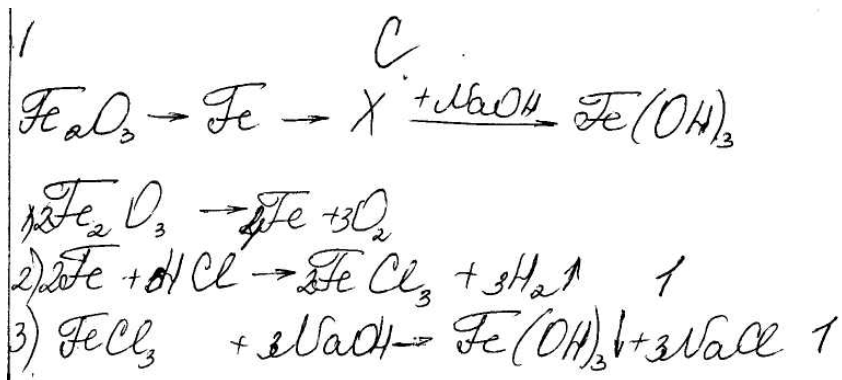 1 С
Fe₂O₃ → Fe → X +NaOH→ Fe(OH)₃
1) 2Fe₂O₃ → 4Fe + 3O₂
2) 2Fe + 6HCl → 2FeCl₃ + 3H₂↑ 1
3) FeCl₃ + 3NaOH → Fe(OH)₃↓ + 3NaCl 1